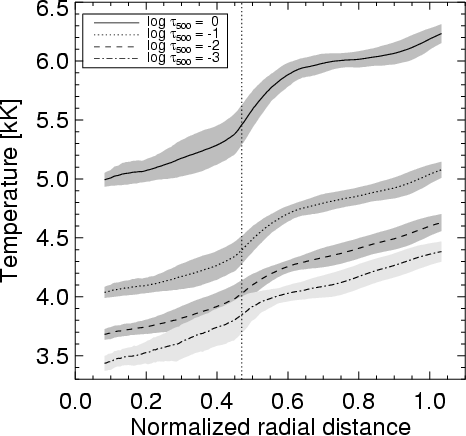 6.5
6.0
5.5
5.0
4.5
4.0
3.5
Temperature [kK]
log τ500 = 0
log τ500 = -1
log τ500 = -2
log τ500 = -3
0.0 0.2 0.4 0.6 0.8 1.0
Normalized radial distance